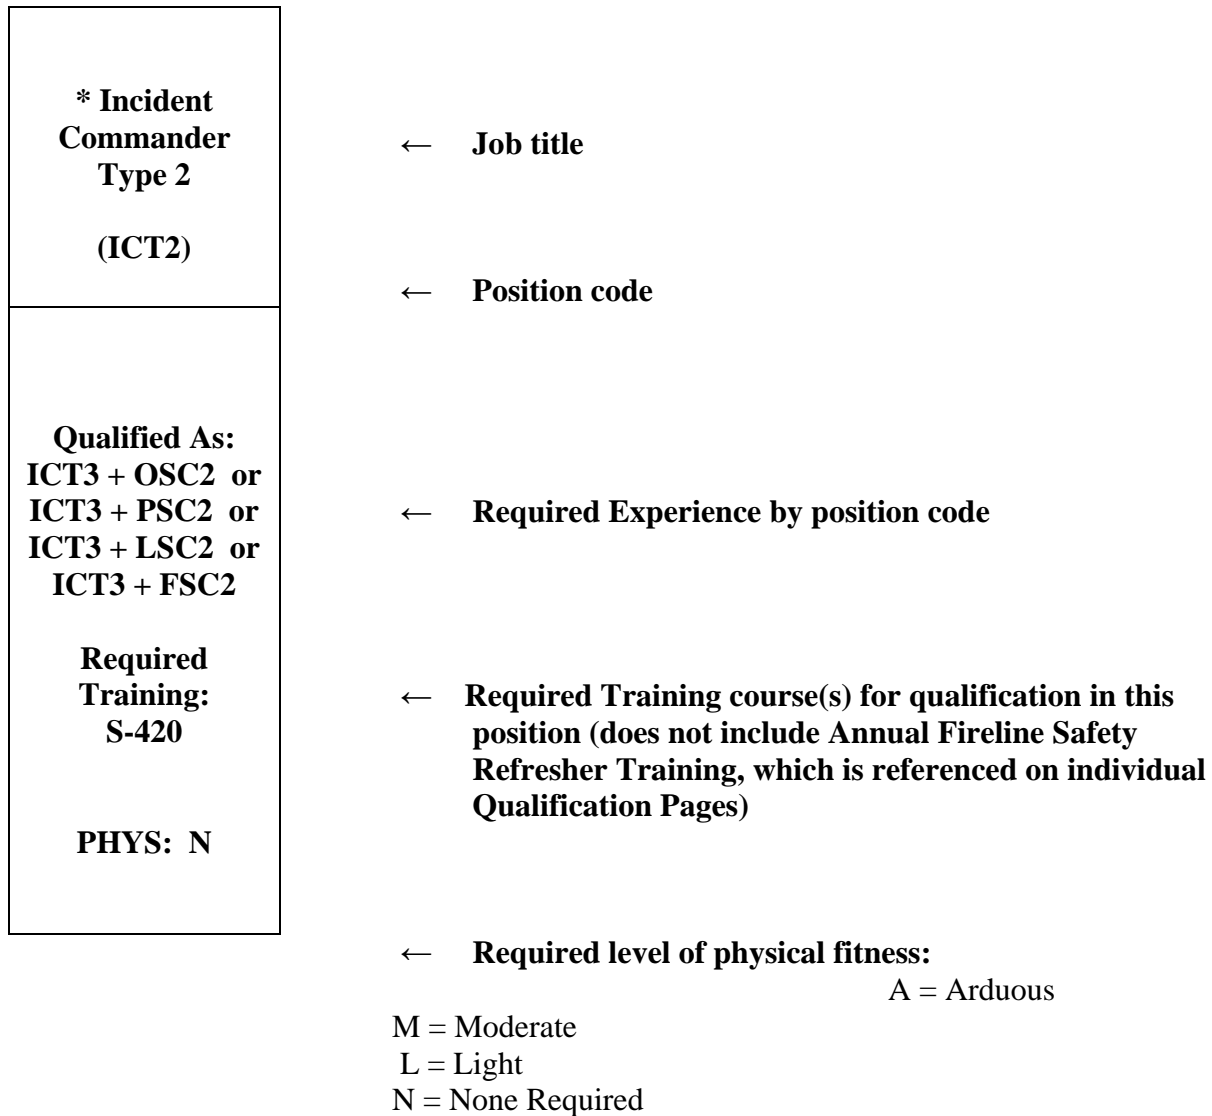 * Incident
Commander
Type 2
← Job title
(ICT2)
← Position code
Qualified As:
ICT3 + OSC2 or
ICT3 + PSC2 or
ICT3 + LSC2 or
ICT3 + FSC2
← Required Experience by position code
Required
Training:
S-420
← Required Training course(s) for qualification in this
position (does not include Annual Fireline Safety
Refresher Training, which is referenced on individual
Qualification Pages)
PHYS: N
← Required level of physical fitness:
A = Arduous
M = Moderate
L = Light
N = None Required